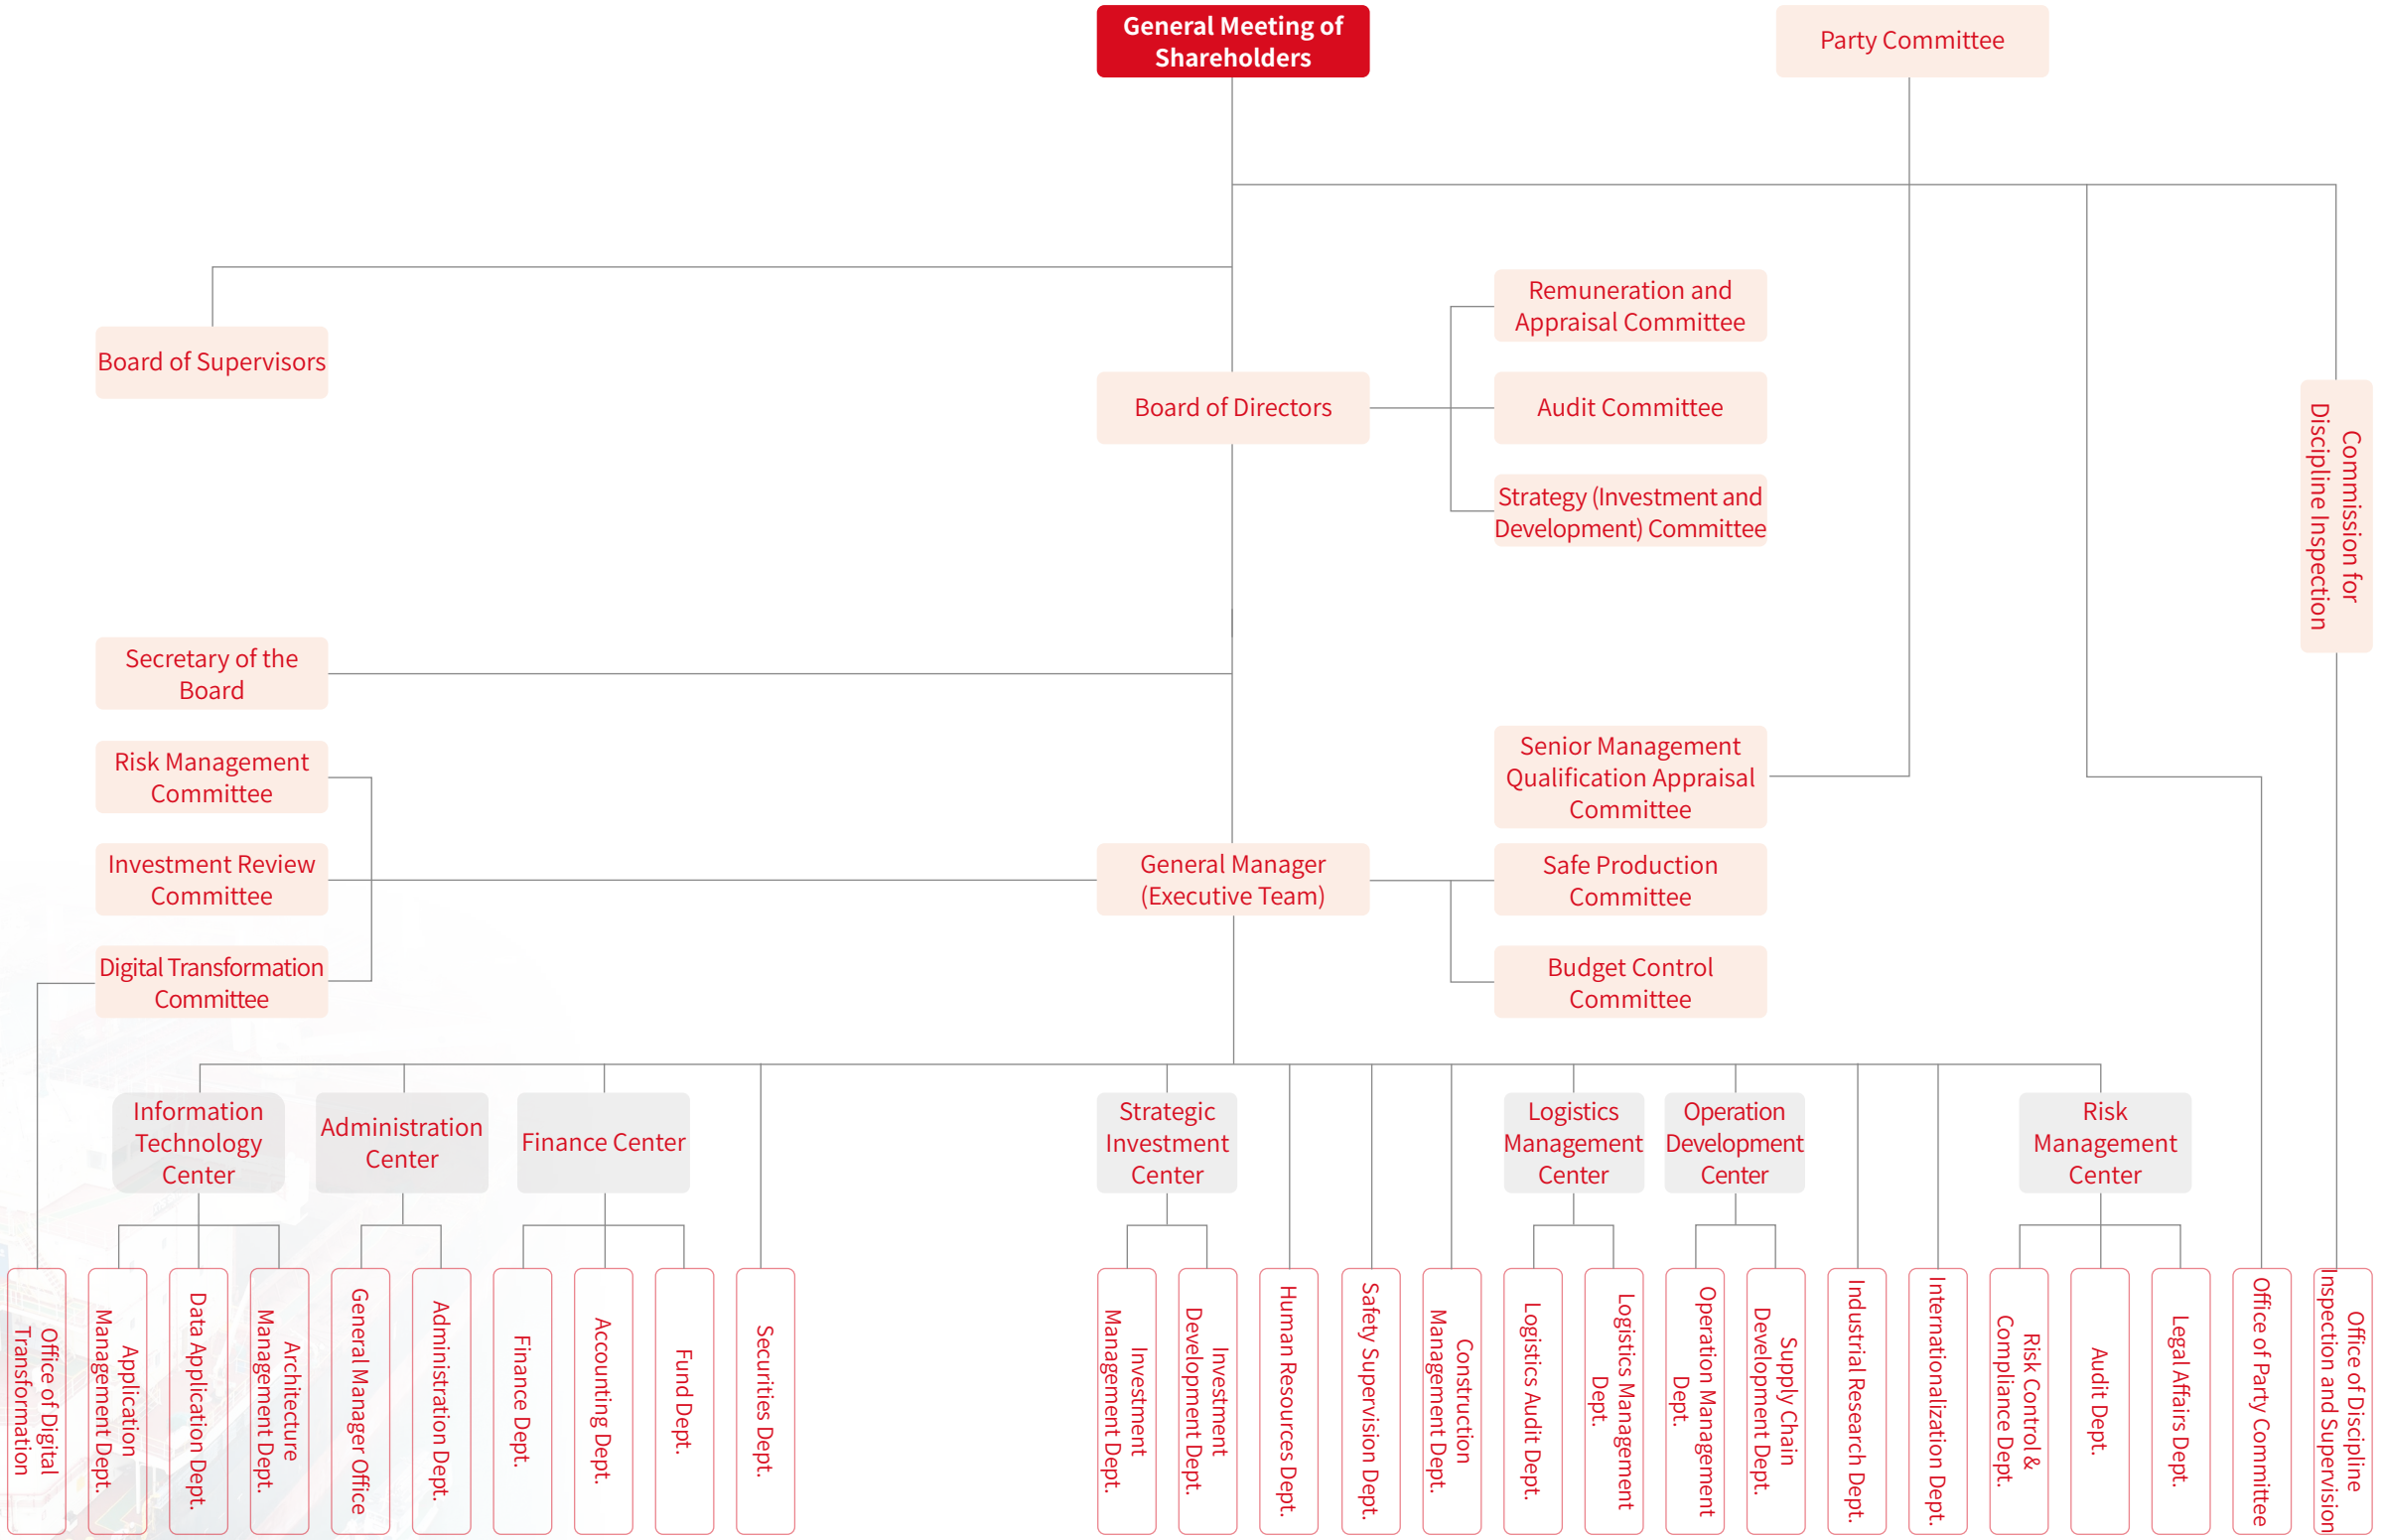 General Meeting of
Shareholders
Party Committee
Remuneration and
Appraisal Committee
Board of Supervisors
Board of Directors
Audit Committee
Strategy (Investment and
Development) Committee
Commission for
Discipline Inspection
Secretary of the
Board
Risk Management
Committee
Senior Management
Qualification Appraisal
Committee
Investment Review
Committee
General Manager
(Executive Team)
Safe Production
Committee
Digital Transformation
Committee
Budget Control
Committee
Information
Technology
Center
Administration
Center
Finance Center
Strategic
Investment
Center
Logistics
Management
Center
Operation
Development
Center
Risk
Management
Center
Office of Digital
Transformation
Application
Management Dept.
Data Application Dept.
Architecture
Management Dept.
General Manager Office
Administration Dept.
Finance Dept.
Accounting Dept.
Fund Dept.
Securities Dept.
Investment
Management Dept.
Investment
Development Dept.
Human Resources Dept.
Safety Supervision Dept.
Construction
Management Dept.
Logistics Audit Dept.
Logistics Management
Dept.
Operation Management
Dept.
Supply Chain
Development Dept.
Industrial Research Dept.
Internationalization Dept.
Risk Control &
Compliance Dept.
Audit Dept.
Legal Affairs Dept.
Office of Party Committee
Office of Discipline
Inspection and Supervision